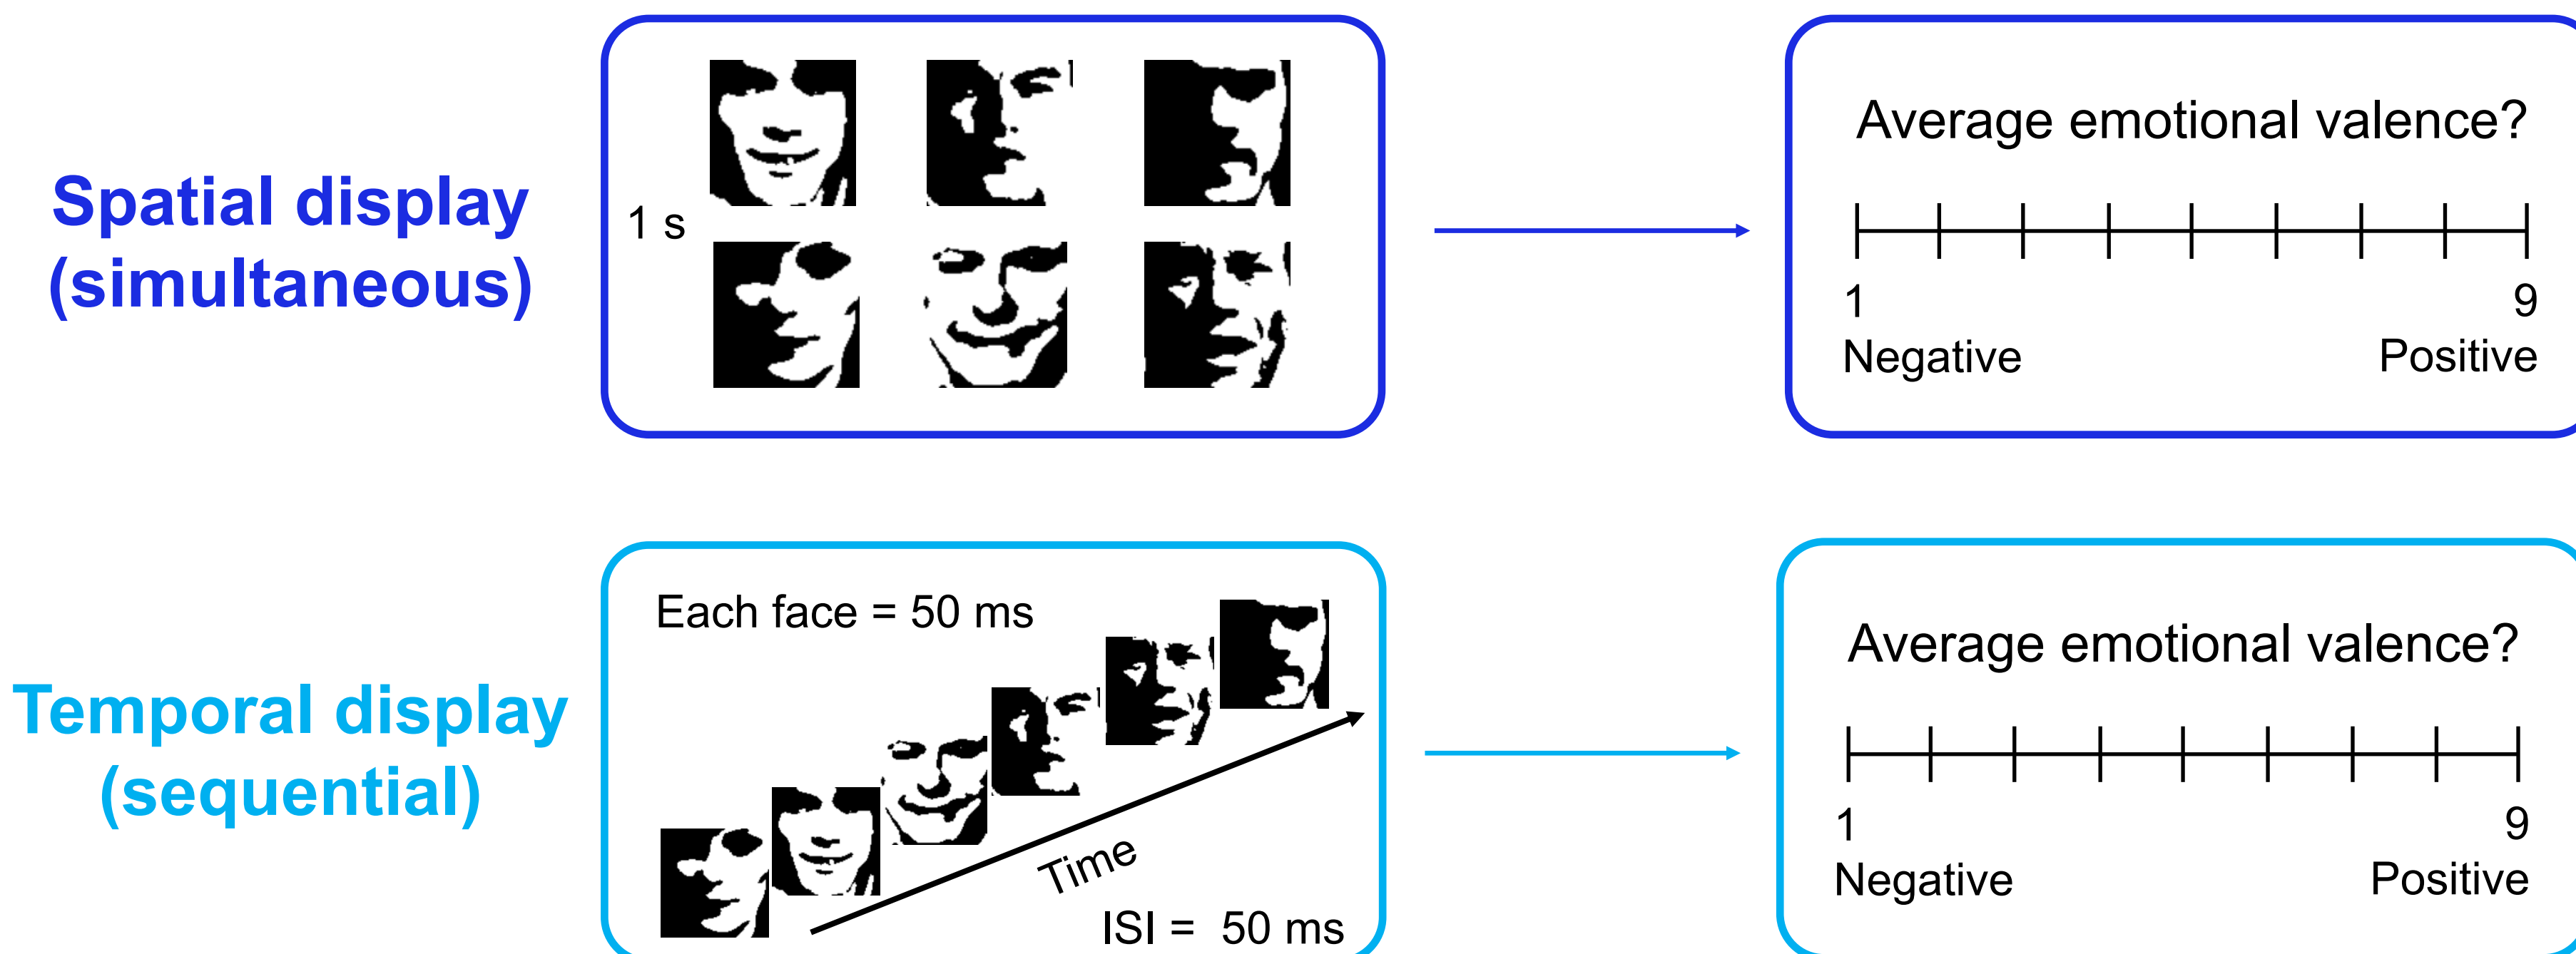 Spatial display
(simultaneous)
1 s
Average emotional valence?
1 9
Negative Positive
Temporal display
(sequential)
Each face = 50 ms
Time
ISI = 50 ms
Average emotional valence?
1 9
Negative Positive